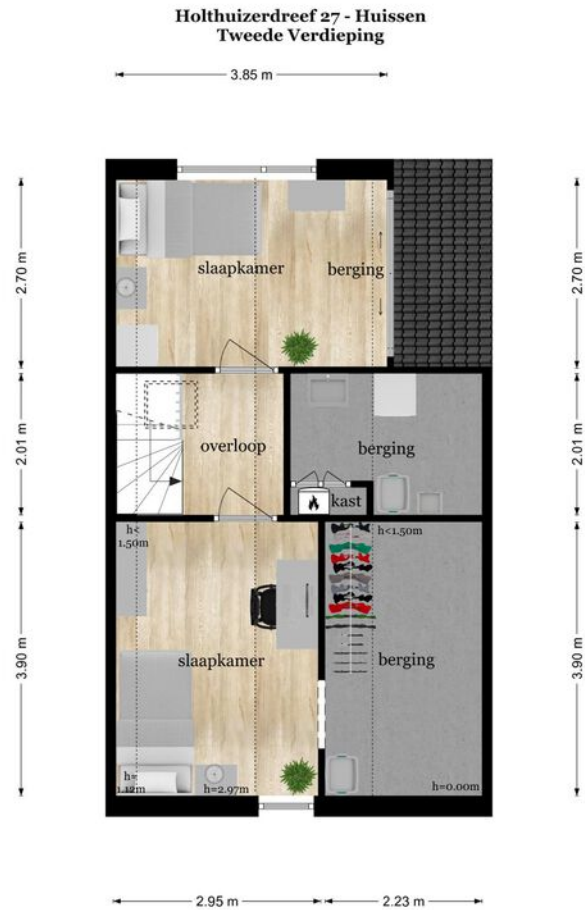 Holthuizerdreef 27 - Huissen
Tweede Verdieping
3.85 m
2.70 m
2.70 m
slaapkamer
berging
2.01 m
2.01 m
overloop
berging
kast
h<
1.50m
h<1.50m
3.90 m
3.90 m
slaapkamer
berging
h=
1.12m
h=2.97m
h=0.00m
2.95 m
2.23 m